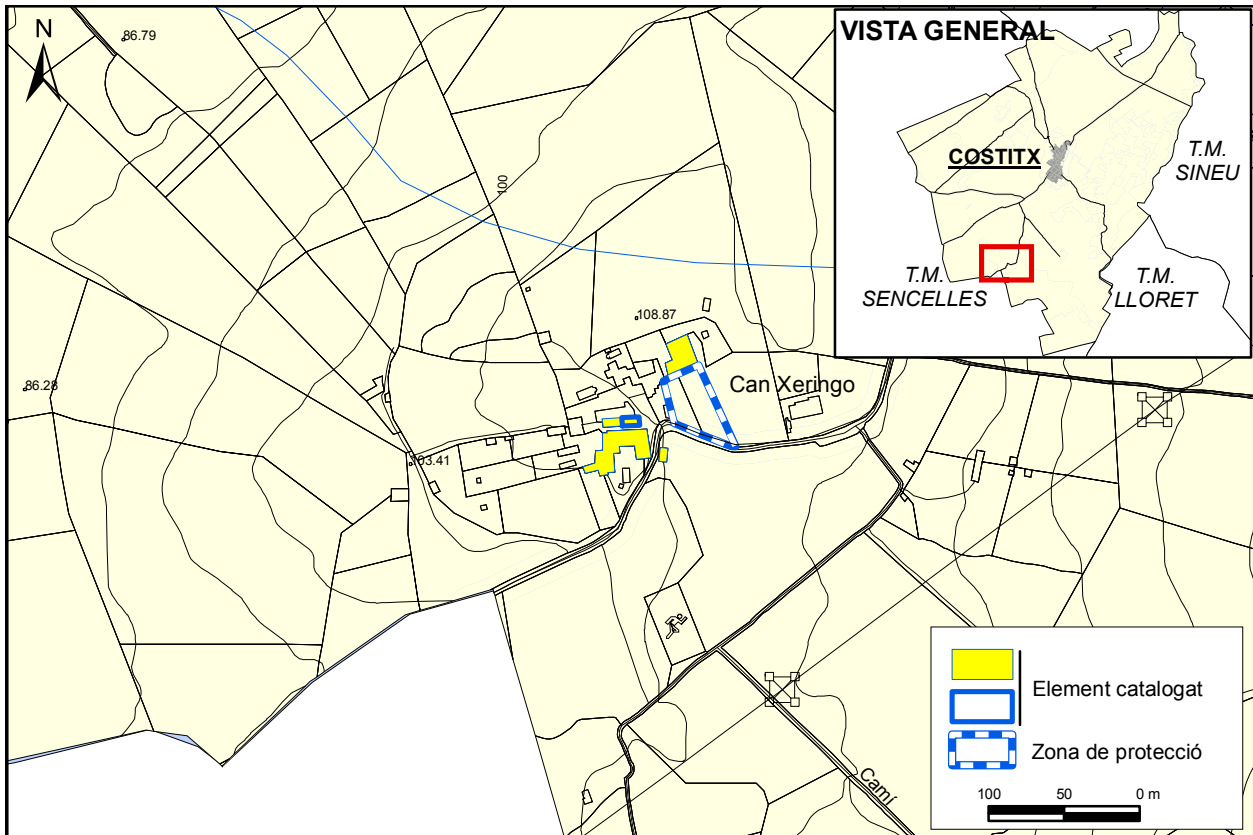 N
86.79
100
108.87
Can Xeringo
86.28
103.41
Camí
VISTA GENERAL
COSTITX
T.M.
SINEU
T.M.
SENCELLES
T.M.
LLORET
Element catalogat
Zona de protecció
100 50 0 m